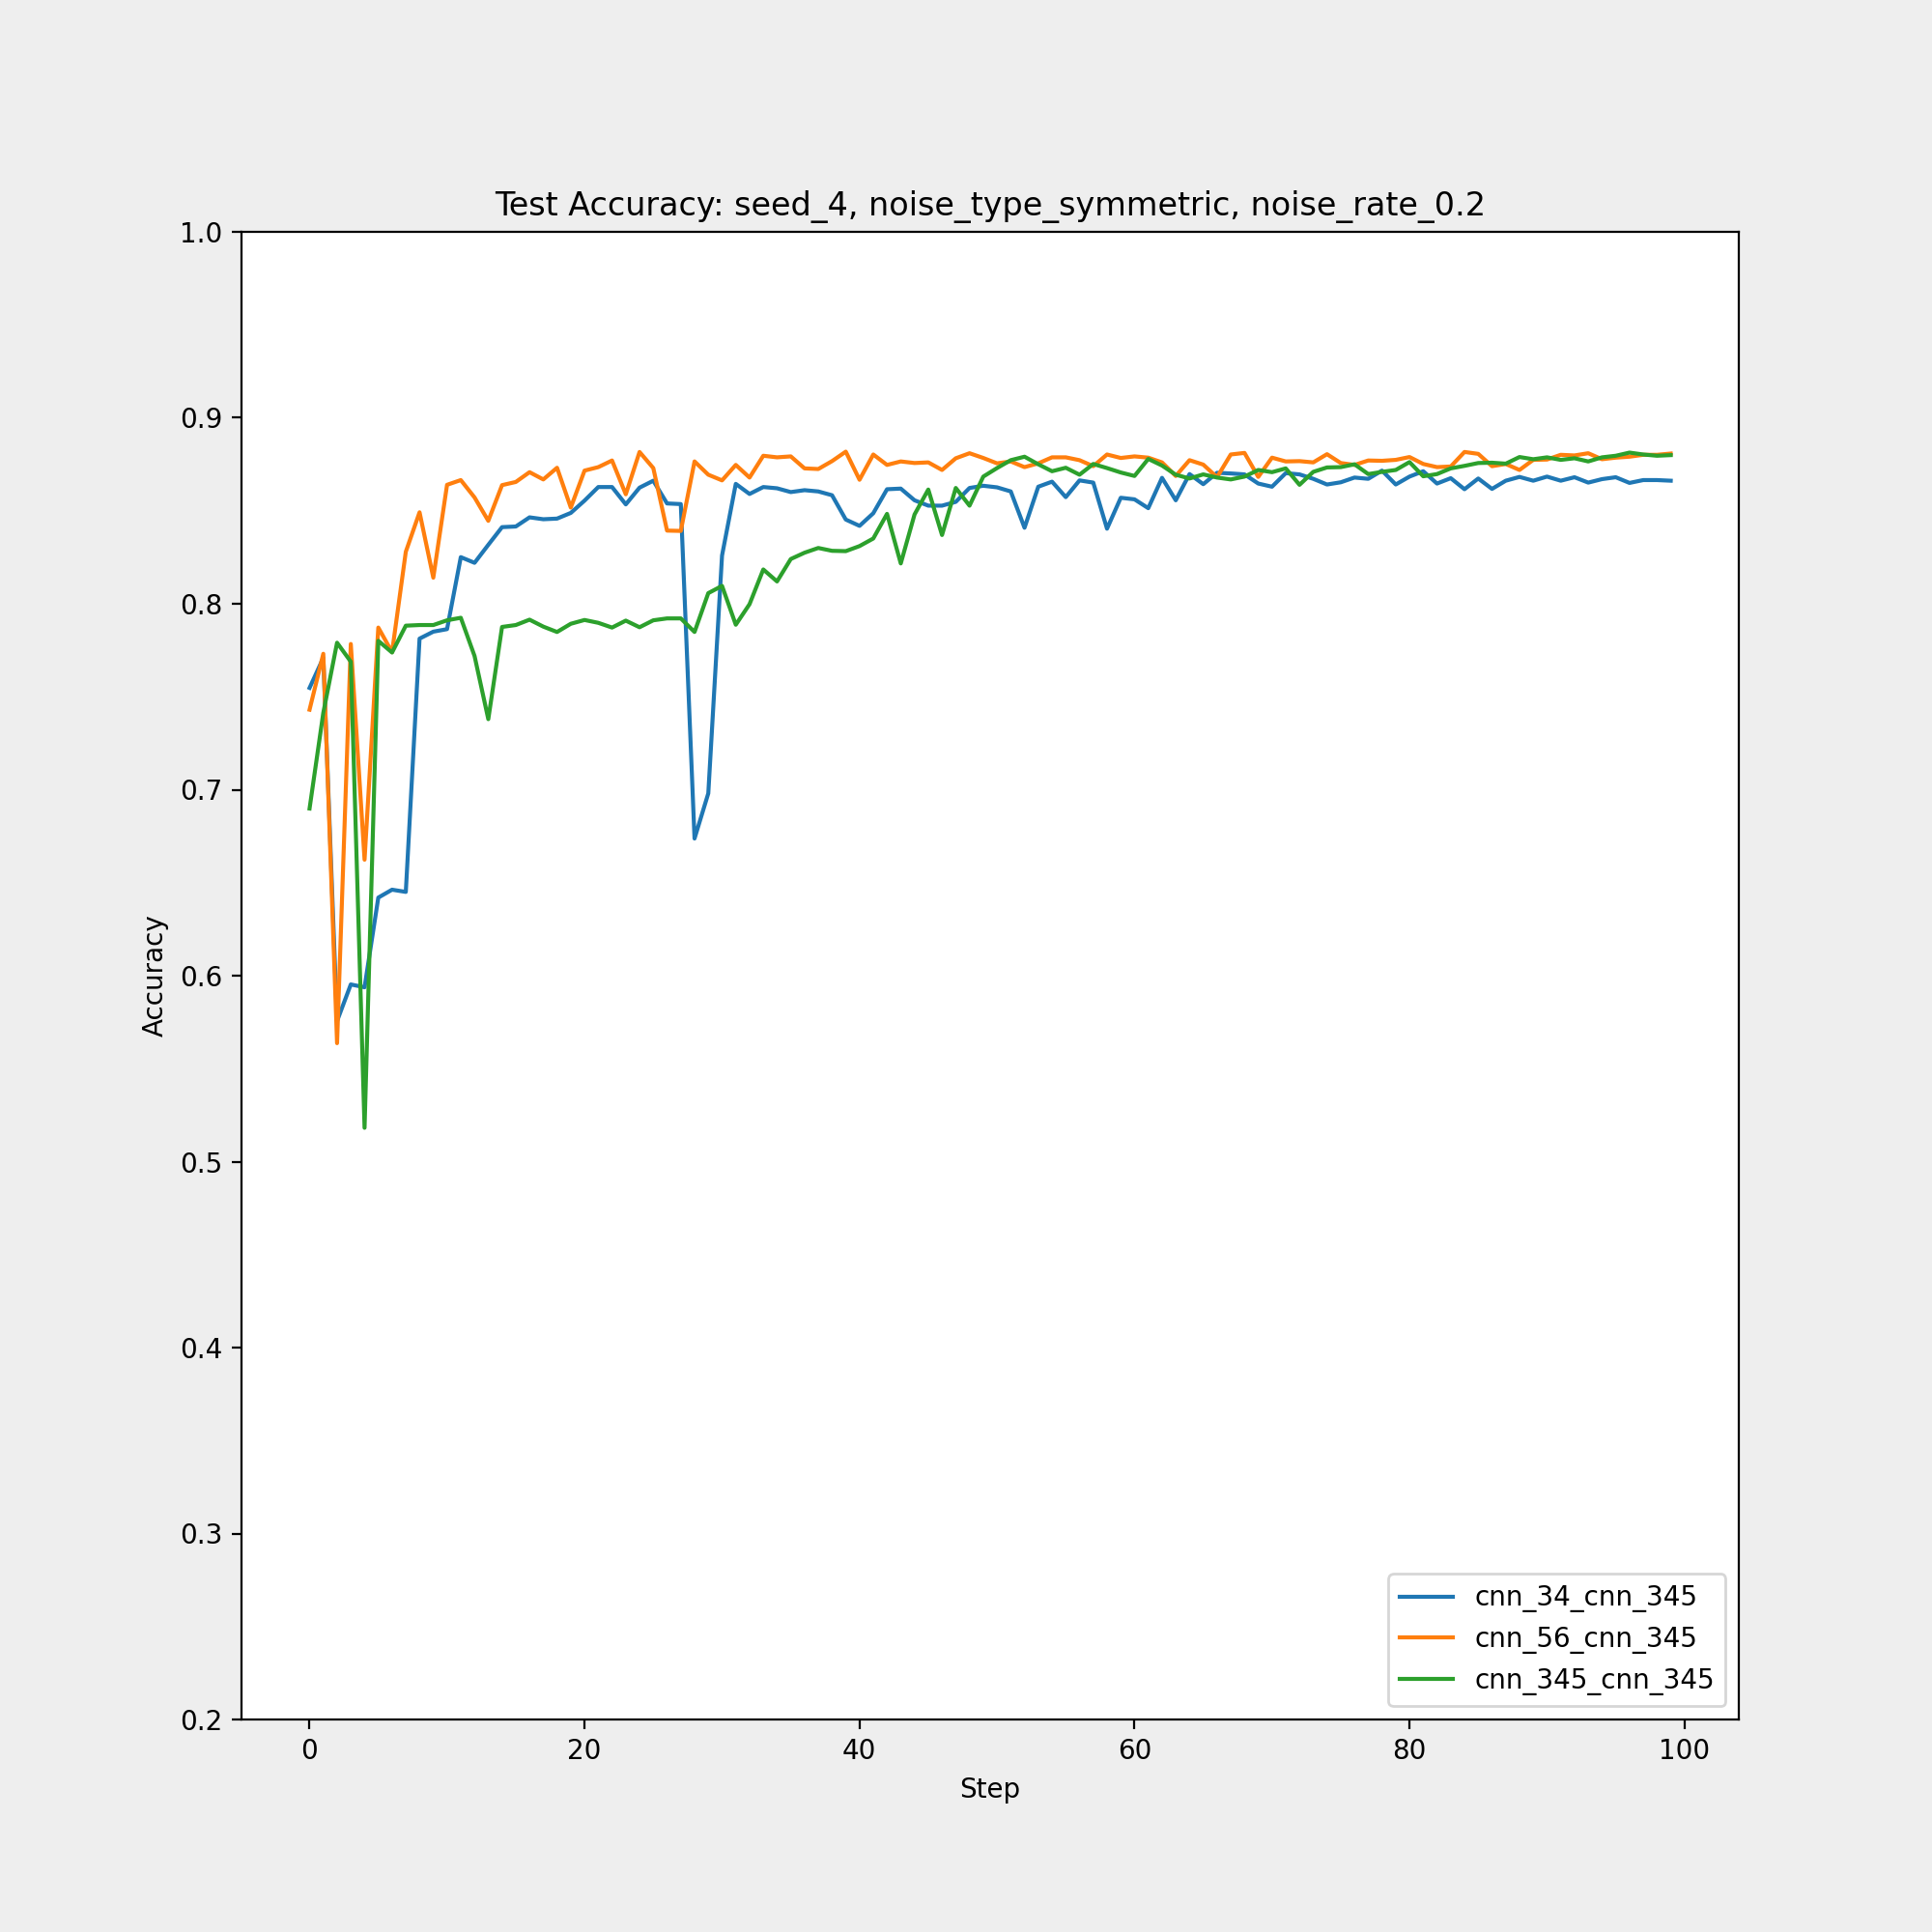 Test Accuracy: seed_4, noise_type_symmetric, noise_rate_0.2
1.0
0.9
0.8
0.7
0.6
0.5
0.4
0.3
0.2
Accuracy
0 20 40 60 80 100
Step
cnn_34_cnn_345
cnn_56_cnn_345
cnn_345_cnn_345